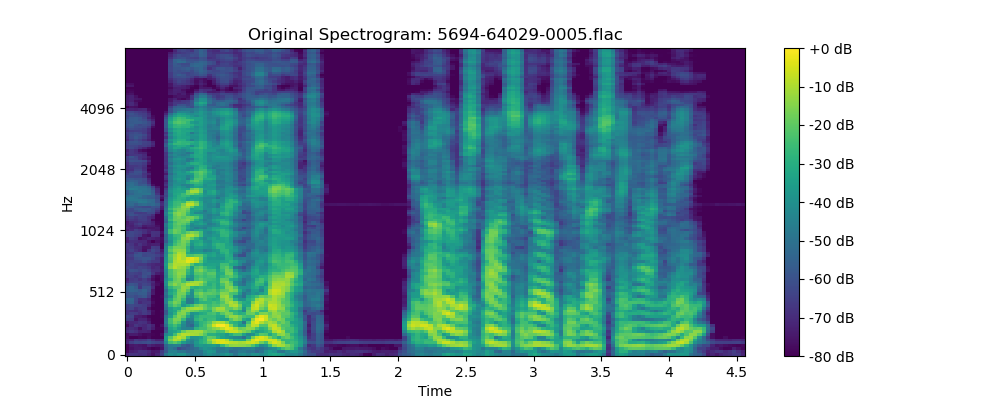 Original Spectrogram: 5694-64029-0005.flac
Hz
4096
2048
1024
512
0
0 0.5 1 1.5 2 2.5 3 3.5 4 4.5
Time
+0 dB
-10 dB
-20 dB
-30 dB
-40 dB
-50 dB
-60 dB
-70 dB
-80 dB